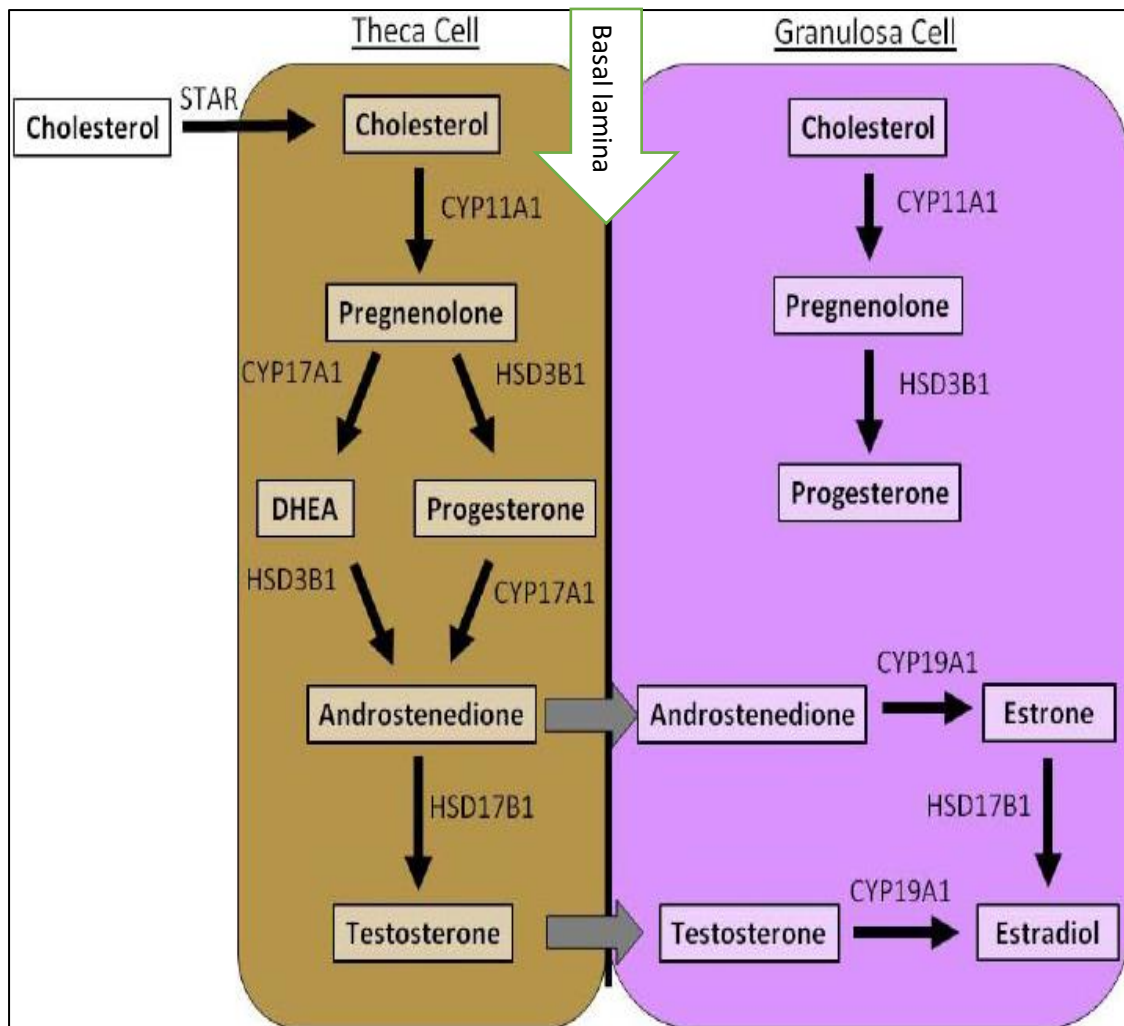 Theca Cell
Basal lamina
Granulosa Cell
STAR
Cholesterol
Cholesterol
Cholesterol
CYP11A1
CYP11A1
Pregnenolone
Pregnenolone
CYP17A1
HSD3B1
HSD3B1
DHEA
Progesterone
Progesterone
HSD3B1
CYP17A1
CYP19A1
Androstenedione
Androstenedione
Estrone
HSD17B1
HSD17B1
CYP19A1
Testosterone
Testosterone
Estradiol